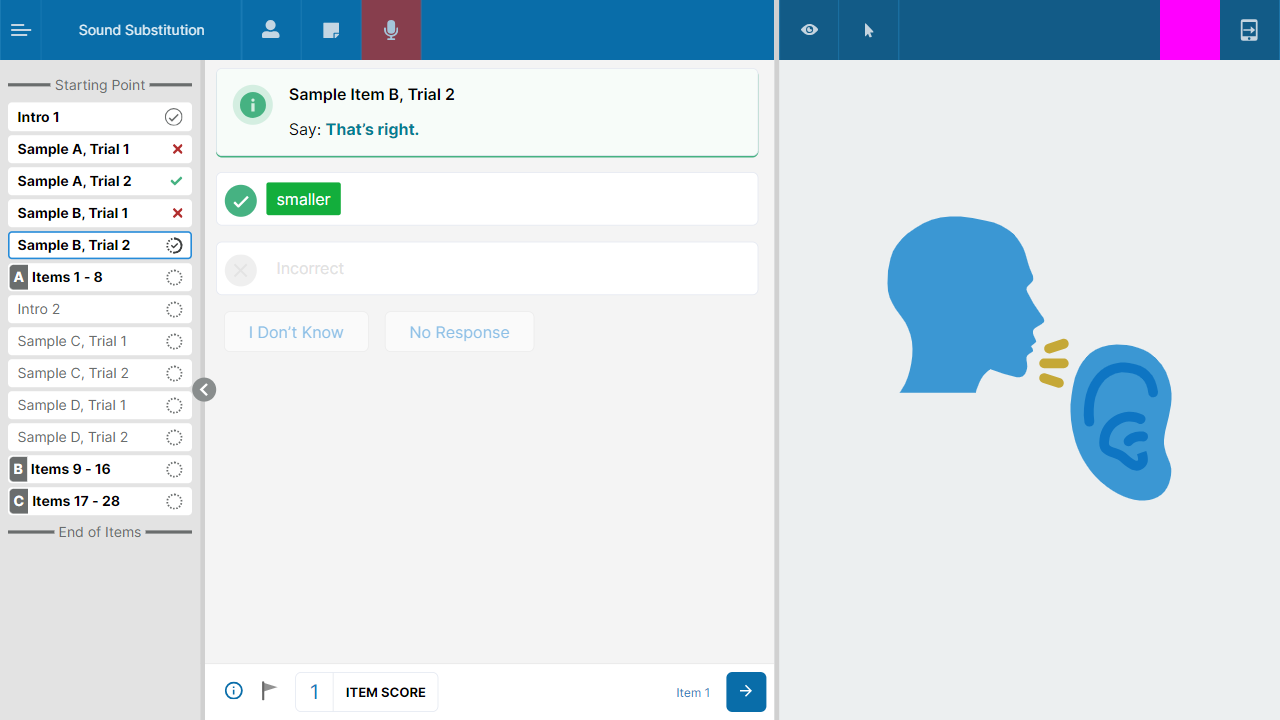 Sound Substitution
Starting Point
Intro 1
Sample A, Trial 1
Sample A, Trial 2
Sample B, Trial 1
Sample B, Trial 2
A Items 1 - 8
Intro 2
Sample C, Trial 1
Sample C, Trial 2
Sample D, Trial 1
Sample D, Trial 2
B Items 9 - 16
C Items 17 - 28
End of Items
Sample Item B, Trial 2
Say: That’s right.
smaller
Incorrect
I Don’t Know No Response
1 ITEM SCORE
Item 1